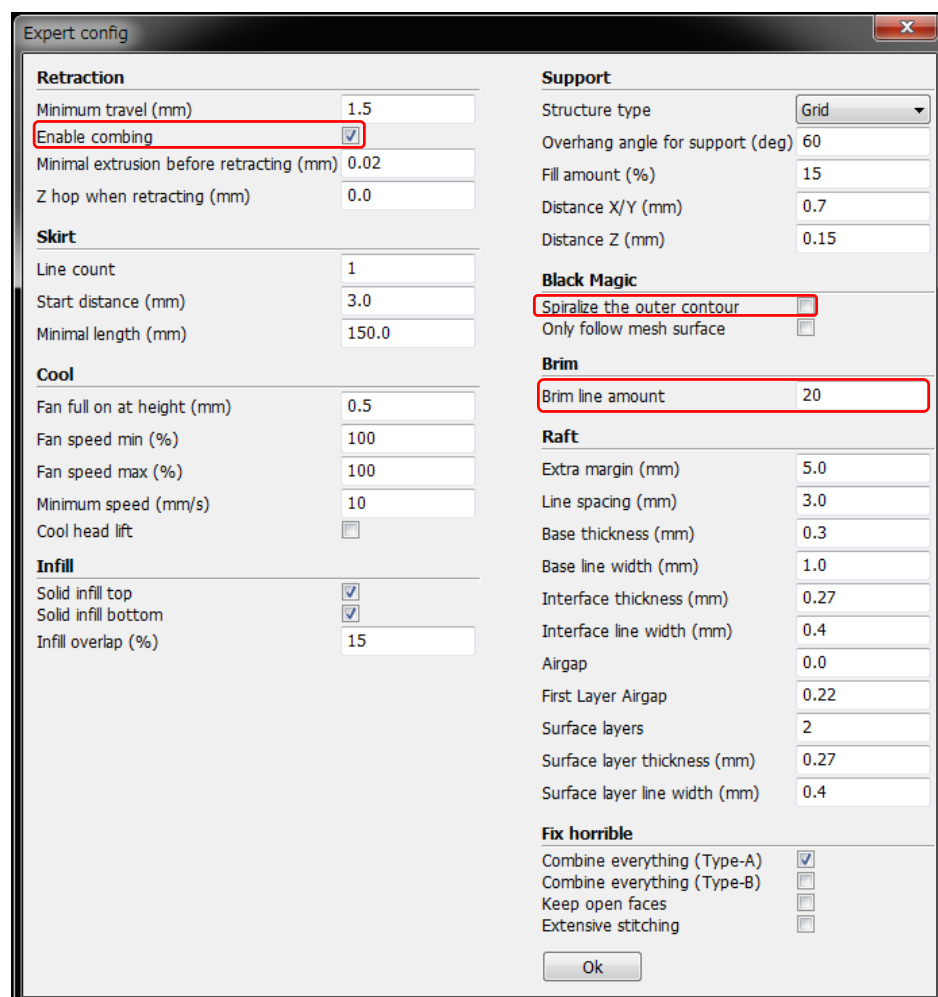 Expert config
x
Retraction
Minimum travel (mm) 1.5
Enable combing
Minimal extrusion before retracting (mm) 0.02
Z hop when retracting (mm) 0.0
Skirt
Line count 1
Start distance (mm) 3.0
Minimal length (mm) 150.0
Cool
Fan full on at height (mm) 0.5
Fan speed min (%) 100
Fan speed max (%) 100
Minimum speed (mm/s) 10
Cool head lift
Infill
Solid infill top
Solid infill bottom
Infill overlap (%) 15
Support
Structure type Grid
Overhang angle for support (deg) 60
Fill amount (%) 15
Distance X/Y (mm) 0.7
Distance Z (mm) 0.15
Black Magic
Spiralize the outer contour
Only follow mesh surface
Brim
Brim line amount 20
Raft
Extra margin (mm) 5.0
Line spacing (mm) 3.0
Base thickness (mm) 0.3
Base line width (mm) 1.0
Interface thickness (mm) 0.27
Interface line width (mm) 0.4
Airgap 0.0
First Layer Airgap 0.22
Surface layers 2
Surface layer thickness (mm) 0.27
Surface layer line width (mm) 0.4
Fix horrible
Combine everything (Type-A)
Combine everything (Type-B)
Keep open faces
Extensive stitching
Ok